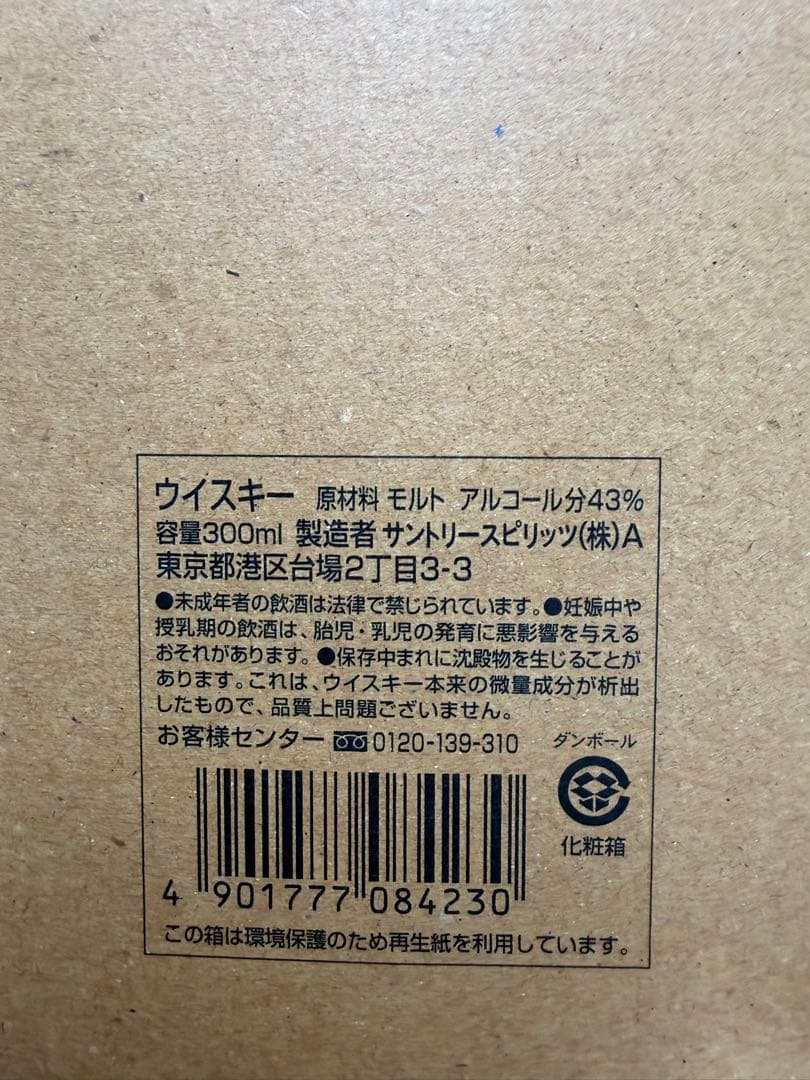 ウイスキー 原材料 モルト アルコール分43%
容量300ml 製造者 サントリースピリッツ(株)A
東京都港区台場2丁目3-3
●未成年者の飲酒は法律で禁じられています。●妊娠中や
授乳期の飲酒は、胎児・乳児の発育に悪影響を与える
おそれがあります。●保存中まれに沈殿物を生じることが
あります。これは、ウイスキー本来の微量成分が析出
したもので、品質上問題ございません。
お客様センター 0120-139-310
ダンボール
化粧箱
4 901777 084230
この箱は環境保護のため再生紙を利用しています。